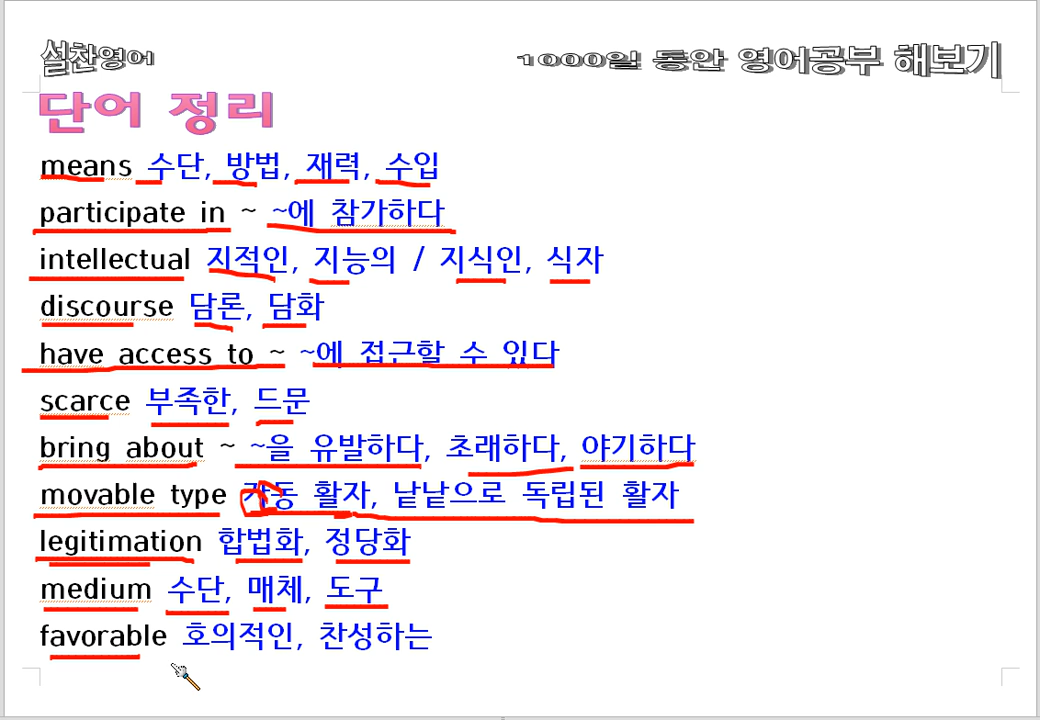 설찬영어 1000일 동안 영어공부 해보기
단어 정리
means 수단, 방법, 재력, 수입
participate in ~ ~에 참가하다
intellectual 지적인, 지능의 / 지식인, 식자
discourse 담론, 담화
have access to ~ ~에 접근할 수 있다
scarce 부족한, 드문
bring about ~ ~을 유발하다, 초래하다, 야기하다
movable type 가동 활자, 낱낱으로 독립된 활자
legitimation 합법화, 정당화
medium 수단, 매체, 도구
favorable 호의적인, 찬성하는